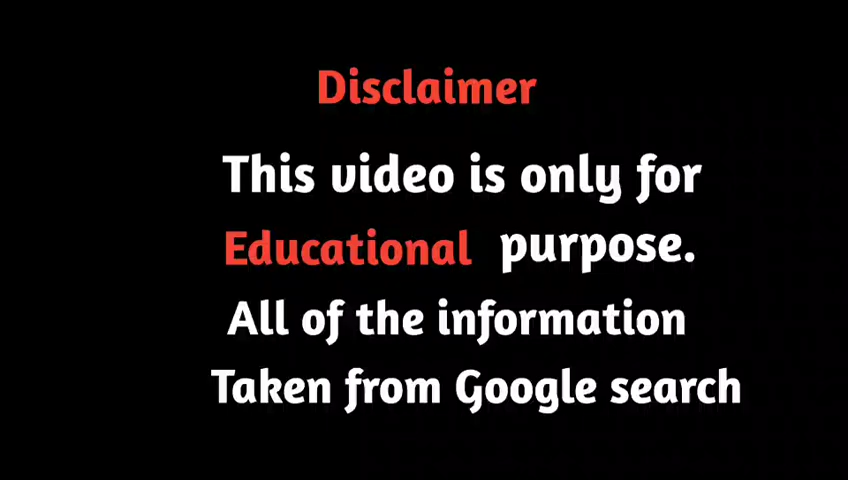 Disclaimer
This video is only for
Educational purpose.
All of the information
Taken from Google search